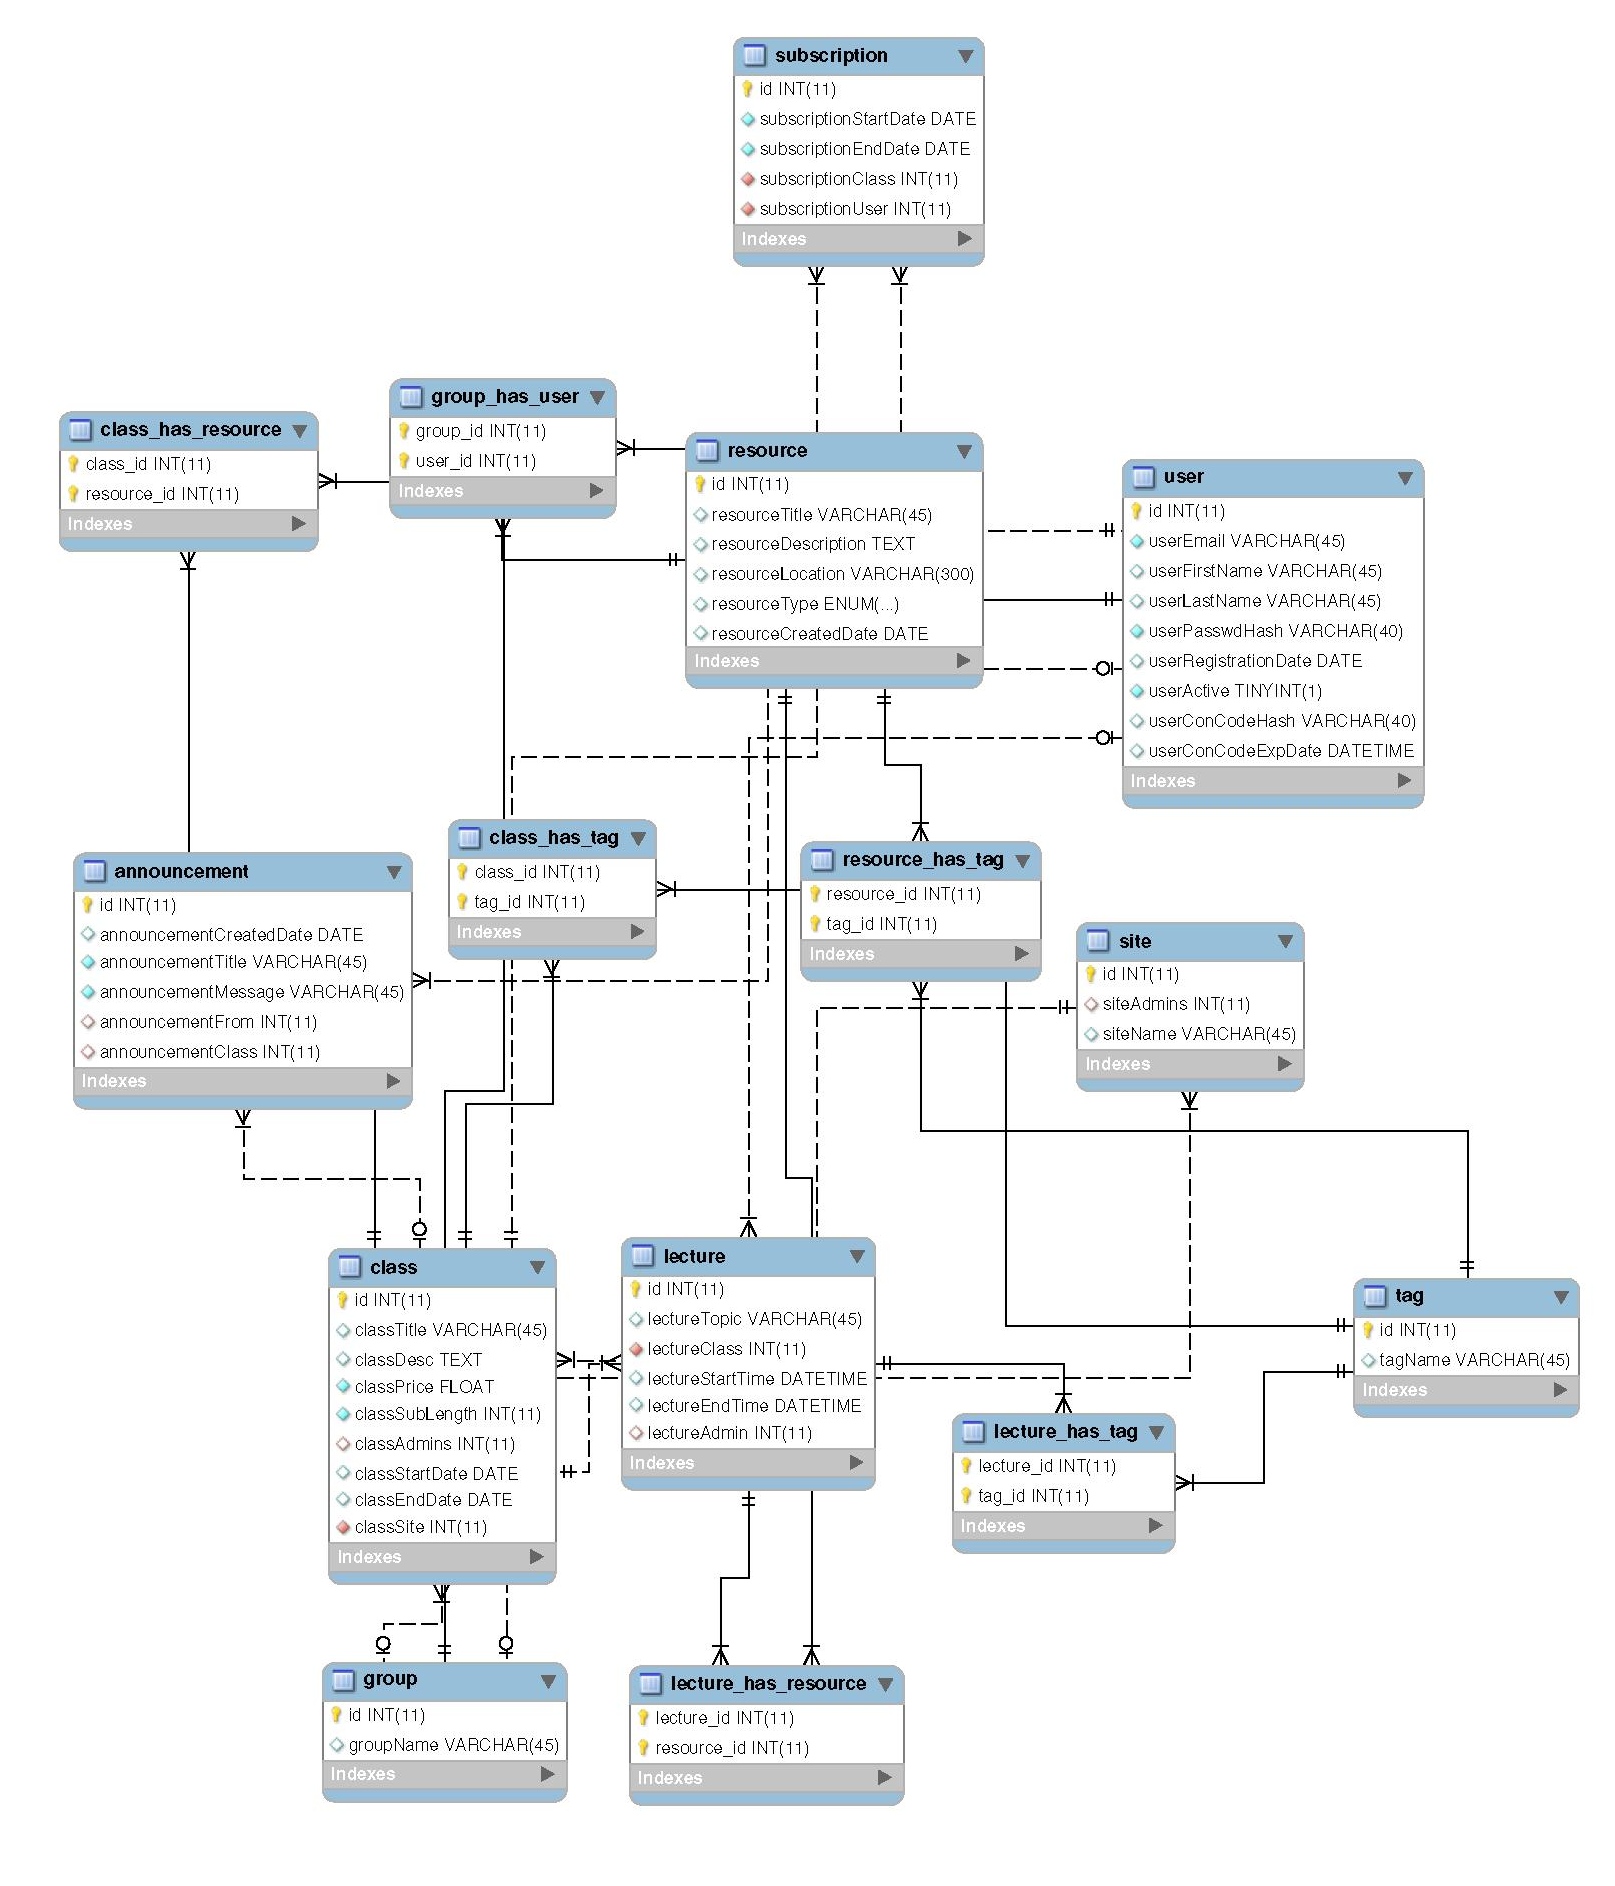 subscription
id INT(11)
subscriptionStartDate DATE
subscriptionEndDate DATE
subscriptionClass INT(11)
subscriptionUser INT(11)
Indexes
class_has_resource
class_id INT(11)
resource_id INT(11)
Indexes
group_has_user
group_id INT(11)
user_id INT(11)
Indexes
resource
id INT(11)
resourceTitle VARCHAR(45)
resourceDescription TEXT
resourceLocation VARCHAR(300)
resourceType ENUM(...)
resourceCreatedDate DATE
Indexes
user
id INT(11)
userEmail VARCHAR(45)
userFirstName VARCHAR(45)
userLastName VARCHAR(45)
userPasswdHash VARCHAR(40)
userRegistrationDate DATE
userActive TINYINT(1)
userConCodeHash VARCHAR(40)
userConCodeExpDate DATETIME
Indexes
announcement
id INT(11)
announcementCreatedDate DATE
announcementTitle VARCHAR(45)
announcementMessage VARCHAR(45)
announcementFrom INT(11)
announcementClass INT(11)
Indexes
class_has_tag
class_id INT(11)
tag_id INT(11)
Indexes
resource_has_tag
resource_id INT(11)
tag_id INT(11)
Indexes
site
id INT(11)
siteAdmins INT(11)
siteName VARCHAR(45)
Indexes
class
id INT(11)
classTitle VARCHAR(45)
classDesc TEXT
classPrice FLOAT
classSubLength INT(11)
classAdmins INT(11)
classStartDate DATE
classEndDate DATE
classSite INT(11)
Indexes
lecture
id INT(11)
lectureTopic VARCHAR(45)
lectureClass INT(11)
lectureStartTime DATETIME
lectureEndTime DATETIME
lectureAdmin INT(11)
Indexes
tag
id INT(11)
tagName VARCHAR(45)
Indexes
lecture_has_tag
lecture_id INT(11)
tag_id INT(11)
Indexes
group
id INT(11)
groupName VARCHAR(45)
Indexes
lecture_has_resource
lecture_id INT(11)
resource_id INT(11)
Indexes